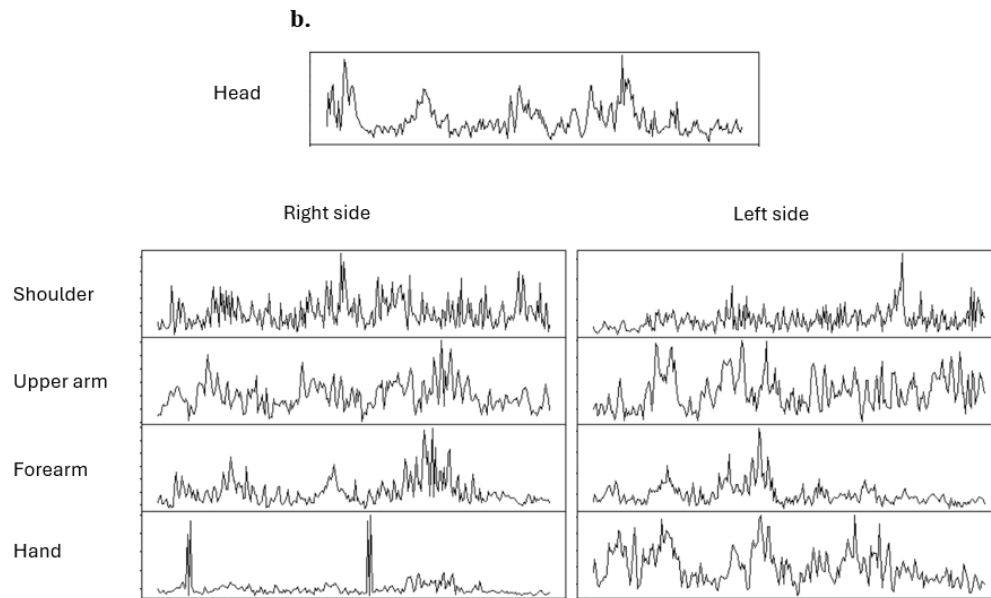 b.
Head
Right side
Left side
Shoulder
Upper arm
Forearm
Hand